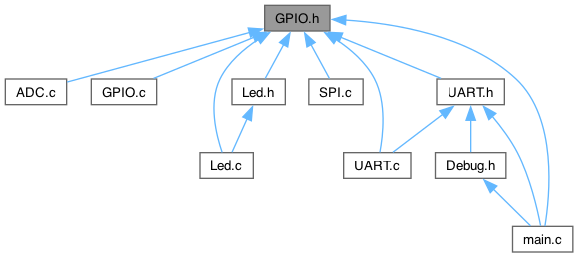 GPIO.h
ADC.c
GPIO.c
Led.h
SPI.c
UART.h
Led.c
UART.c
Debug.h
main.c